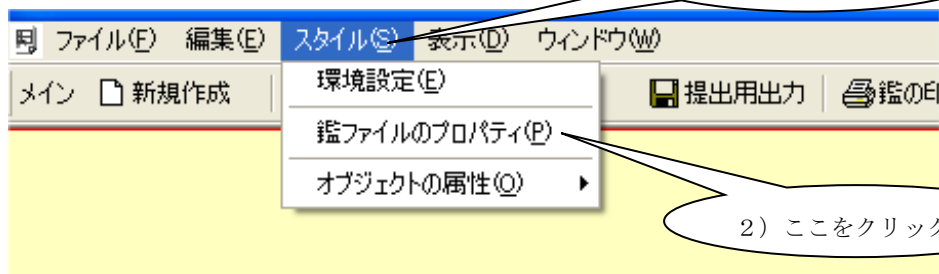 ファイル(F) 編集(E) スタイル(S) 表示(D) ウィンドウ(W)
メイン 新規作成 提出用出力 鑑の印
環境設定(E)
鑑ファイルのプロパティ(P)
オブジェクトの属性(O)
2）ここをクリック